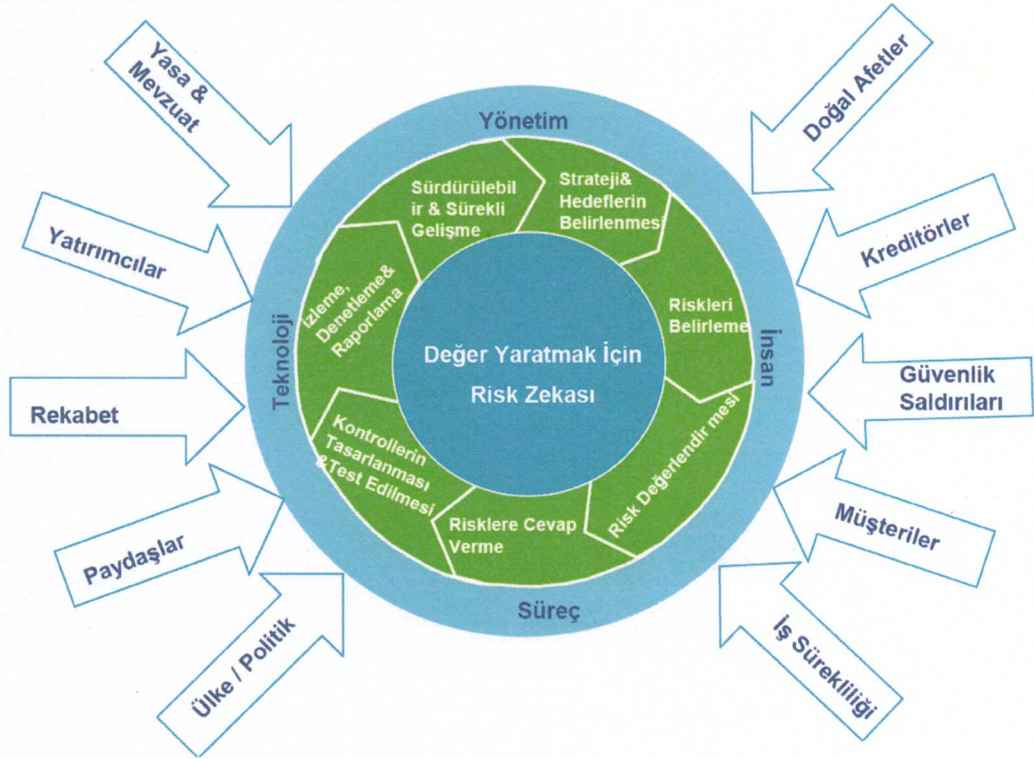 Yasa &
Mevzuat
Yatırımcılar
Rekabet
Paydaşlar
Ülke / Politik
Doğal Afetler
Kreditörler
Güvenlik
Saldırıları
Müşteriler
İş Sürekliliği
Yönetim
İnsan
Süreç
Teknoloji
Strateji&
Hedeflerin
Belirlenmesi
Riskleri
Belirleme
Risk Değerlendir mesi
Risklere Cevap
Verme
Kontrollerin
Tasarlanması
&Test Edilmesi
İzleme,
Denetleme&
Raporlama
Sürdürülebil
ir & Sürekli
Gelişme
Değer Yaratmak İçin
Risk Zekası